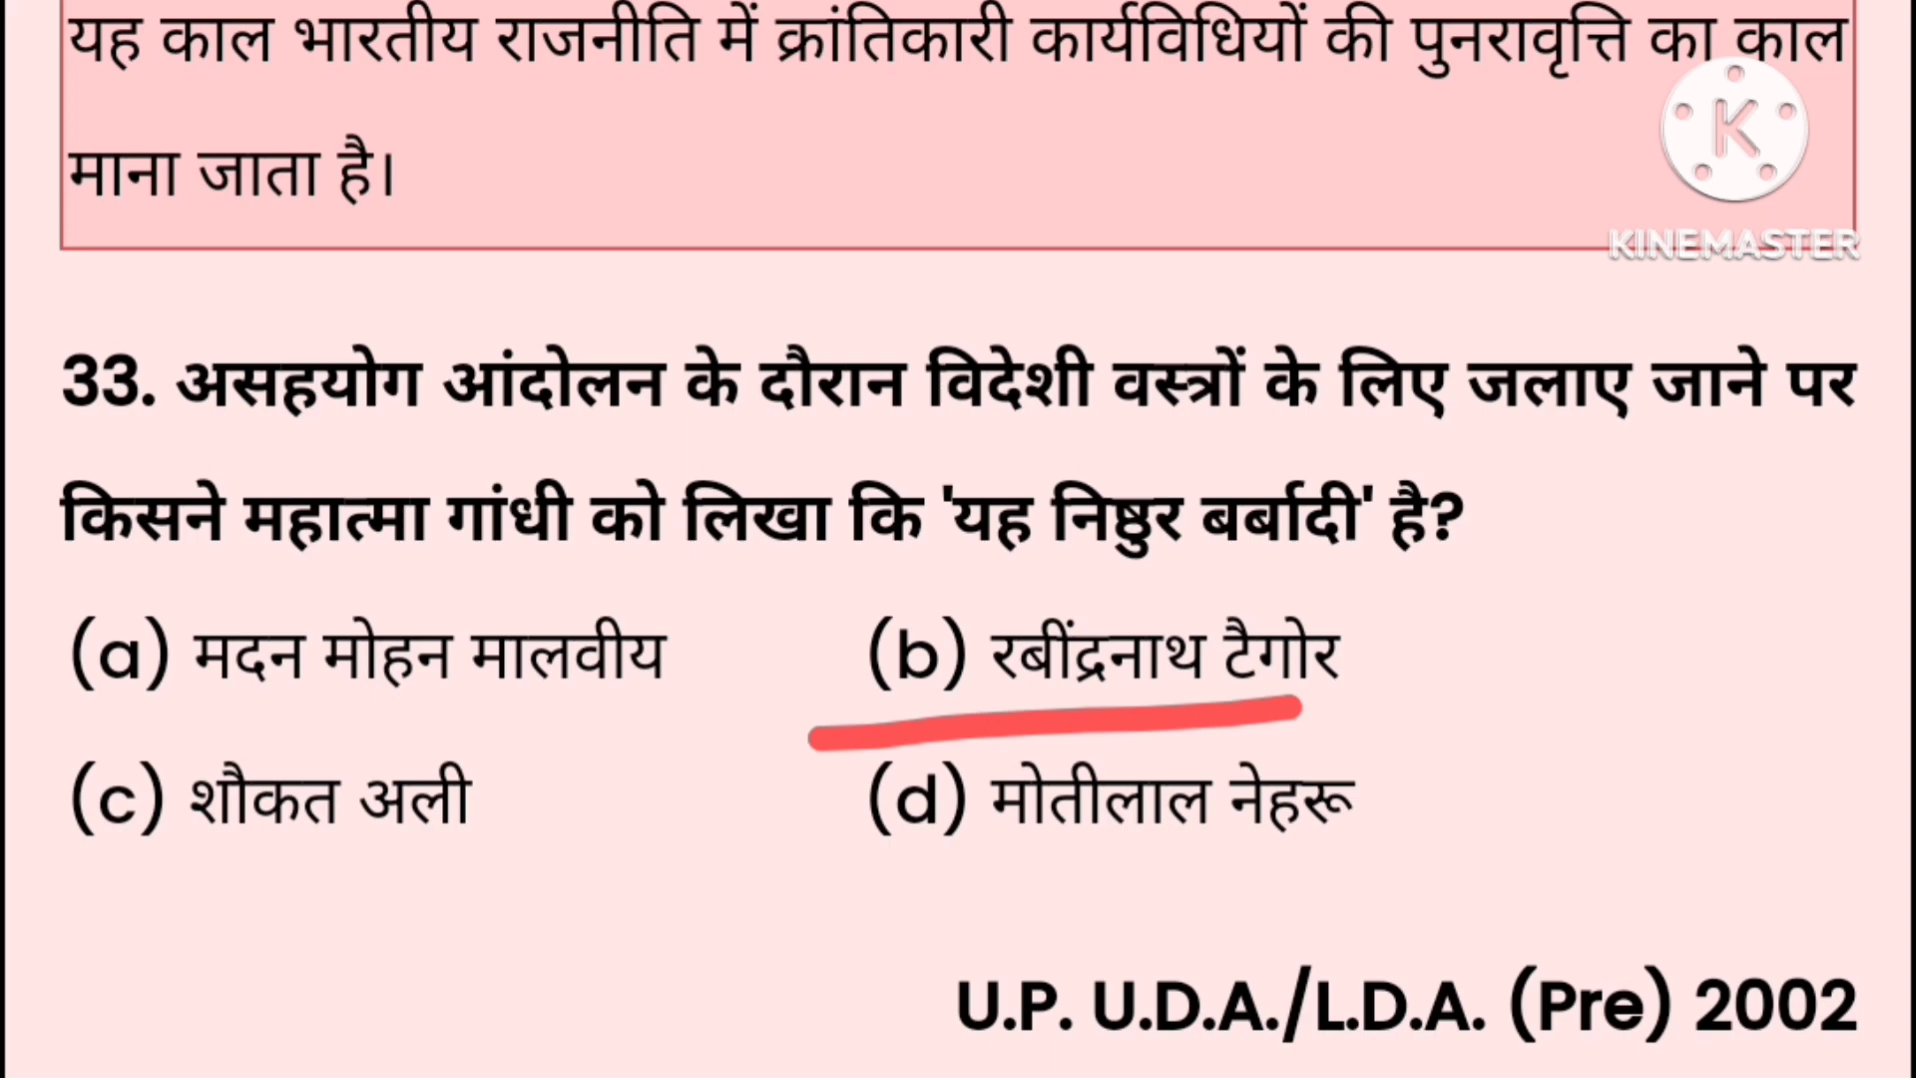 यह काल भारतीय राजनीति में क्रांतिकारी कार्यविधियों की पुनरावृत्ति का काल
माना जाता है।
K
KINEMASTER
33. असहयोग आंदोलन के दौरान विदेशी वस्त्रों के लिए जलाए जाने पर
किसने महात्मा गांधी को लिखा कि 'यह निष्ठुर बर्बादी' है?
(a) मदन मोहन मालवीय (b) रबींद्रनाथ टैगोर
(c) शौकत अली (d) मोतीलाल नेहरू
U.P. U.D.A./L.D.A. (Pre) 2002